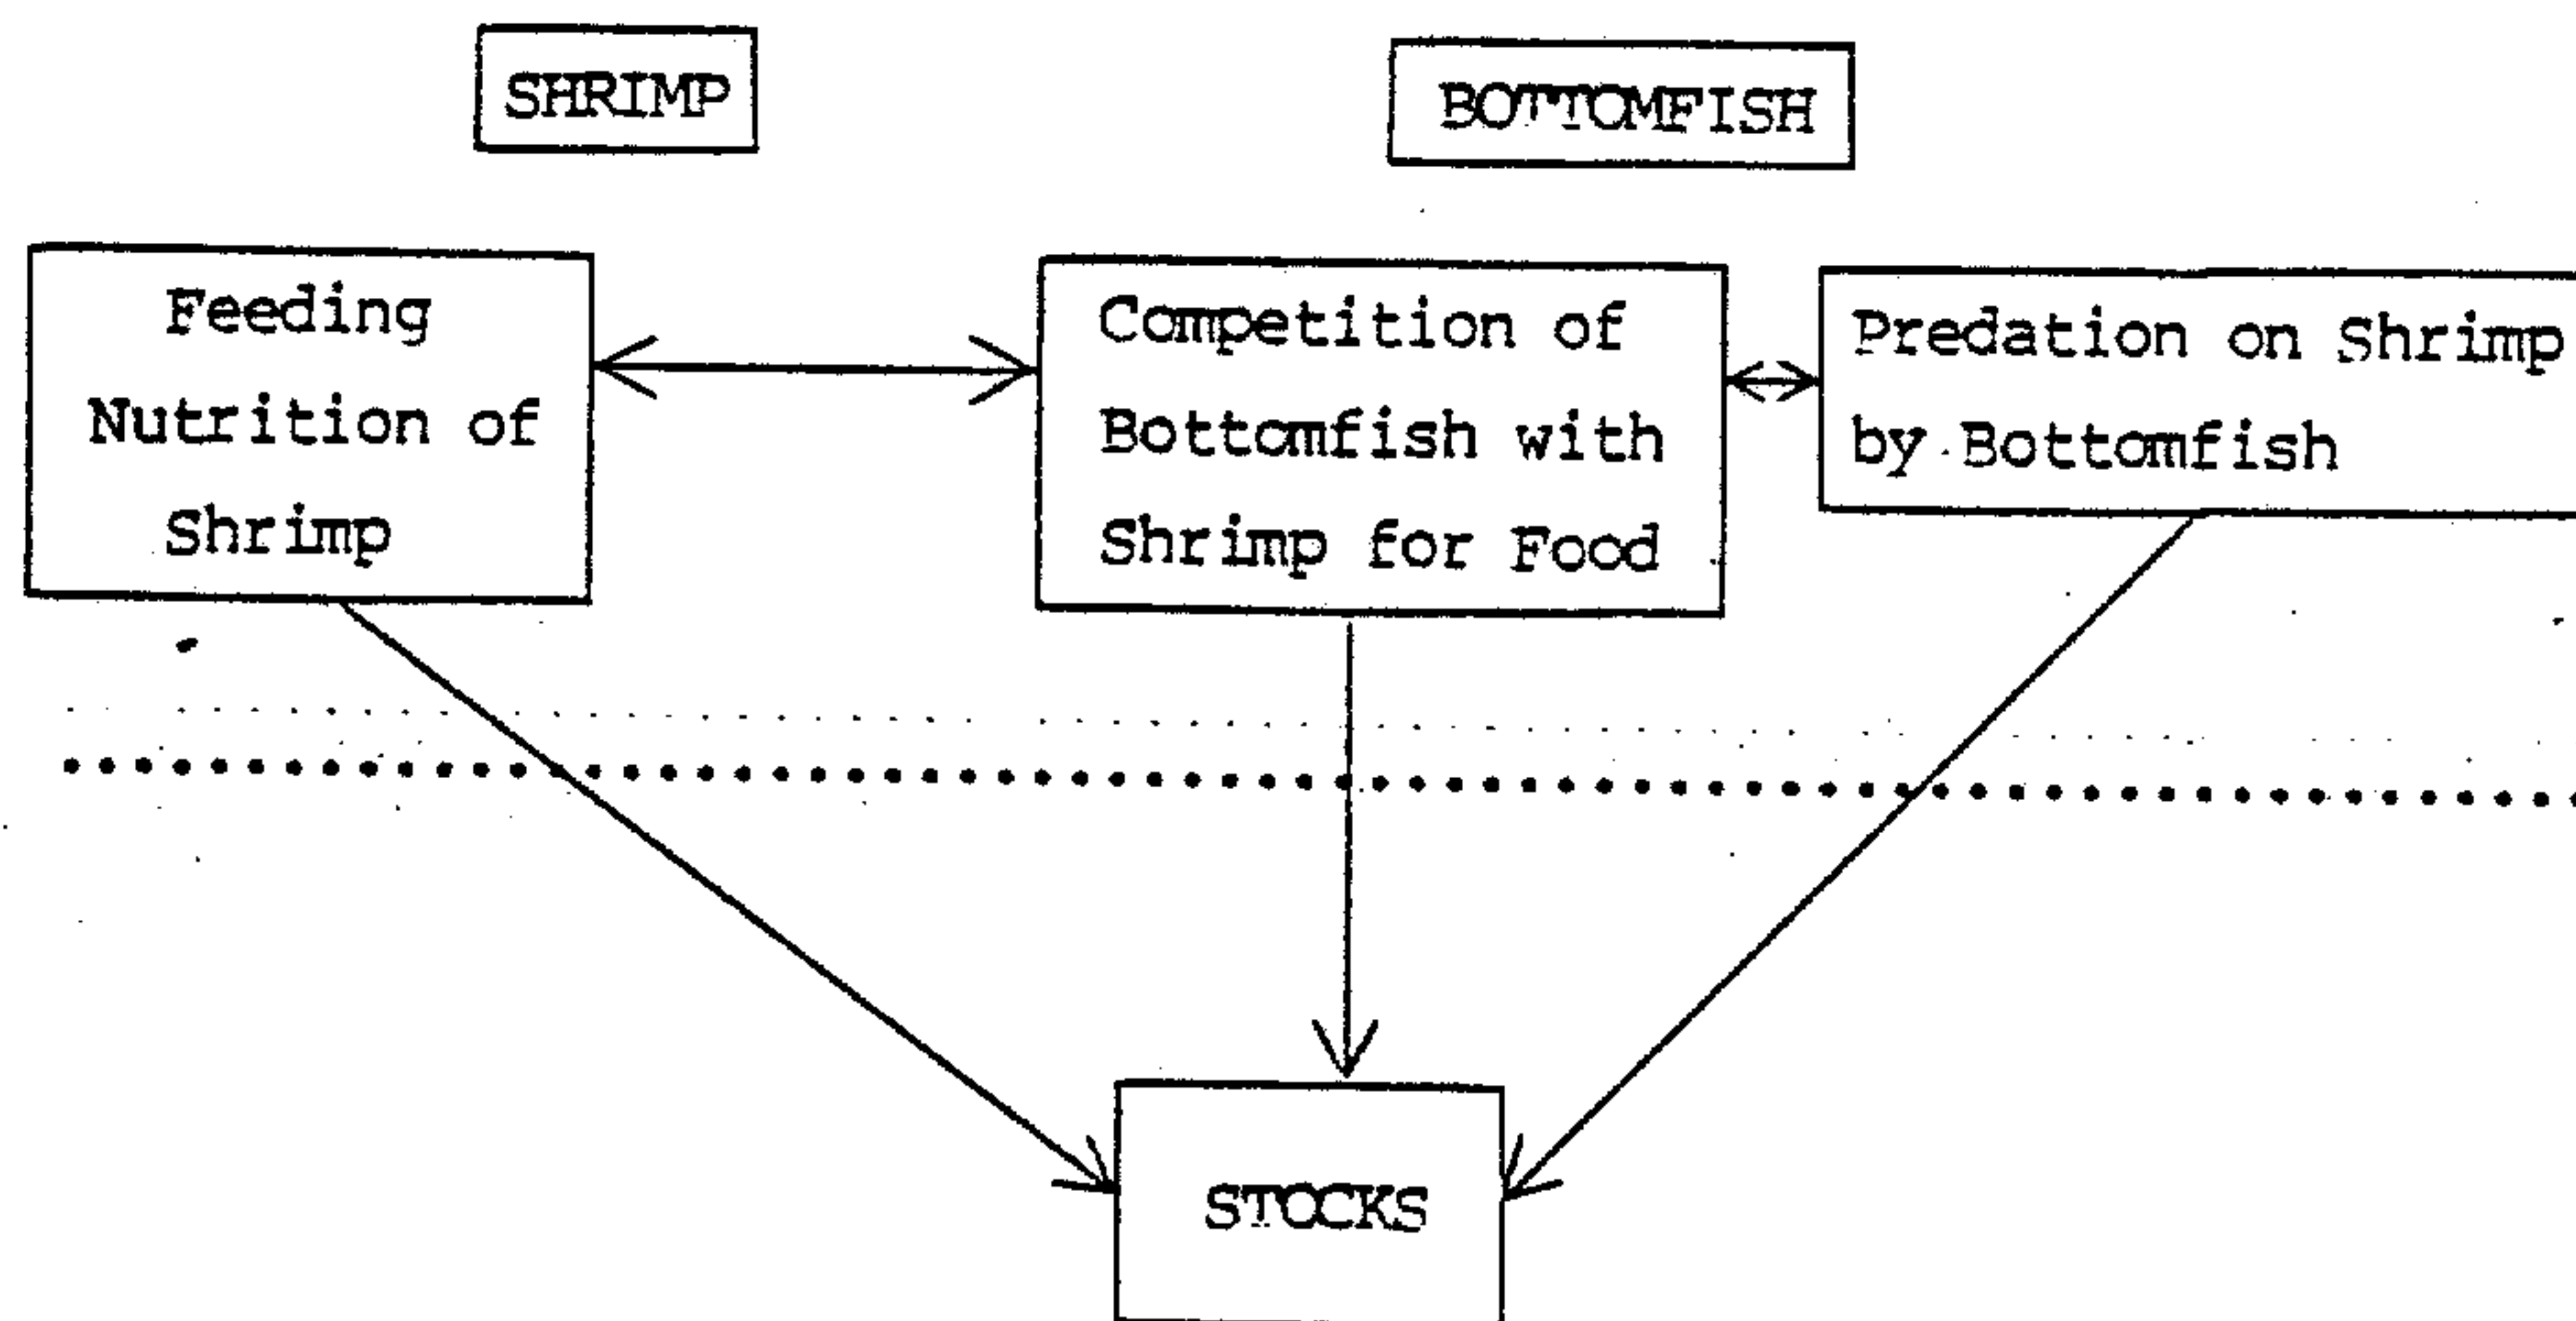 SHRIMP
BOTTOMFISH
Feeding
Nutrition of
Shrimp
Competition of
Bottomfish with
Shrimp for Food
Predation on Shrimp
by Bottomfish
STOCKS